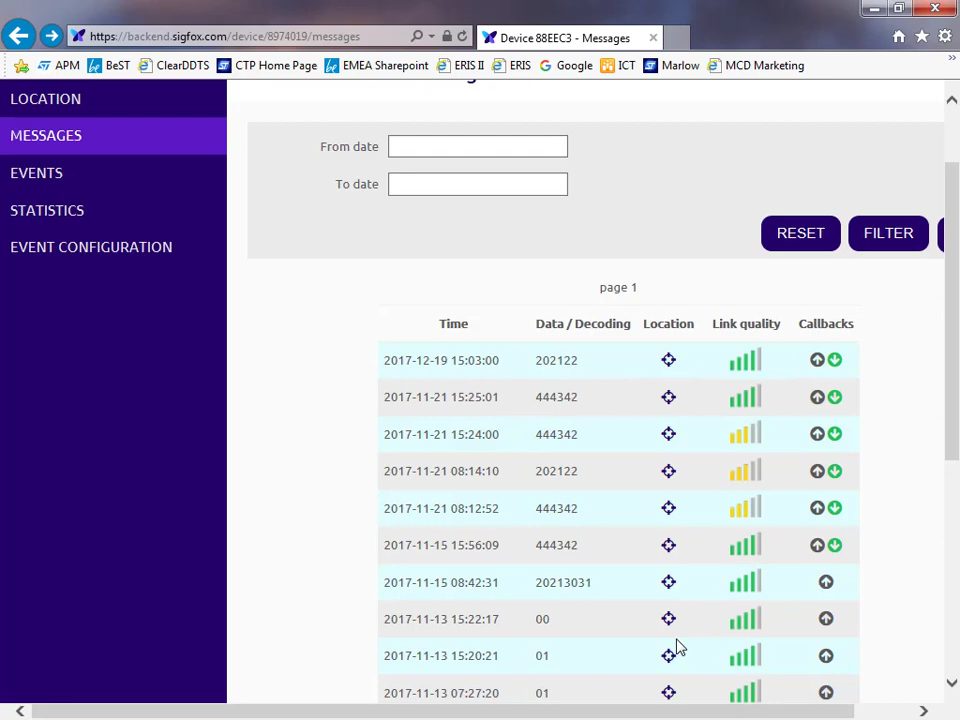 https://backend.sigfox.com/device/8974019/messages
Device 88EEC3 - Messages
APM BeST ClearDDTS CTP Home Page EMEA Sharepoint ERIS II ERIS Google ICT Marlow MCD Marketing
LOCATION
MESSAGES
EVENTS
STATISTICS
EVENT CONFIGURATION
From date
To date
RESET FILTER
page 1
Time Data / Decoding Location Link quality Callbacks
2017-12-19 15:03:00 202122
2017-11-21 15:25:01 444342
2017-11-21 15:24:00 444342
2017-11-21 08:14:10 202122
2017-11-21 08:12:52 444342
2017-11-15 15:56:09 444342
2017-11-15 08:42:31 20213031
2017-11-13 15:22:17 00
2017-11-13 15:20:21 01
2017-11-13 07:27:20 01